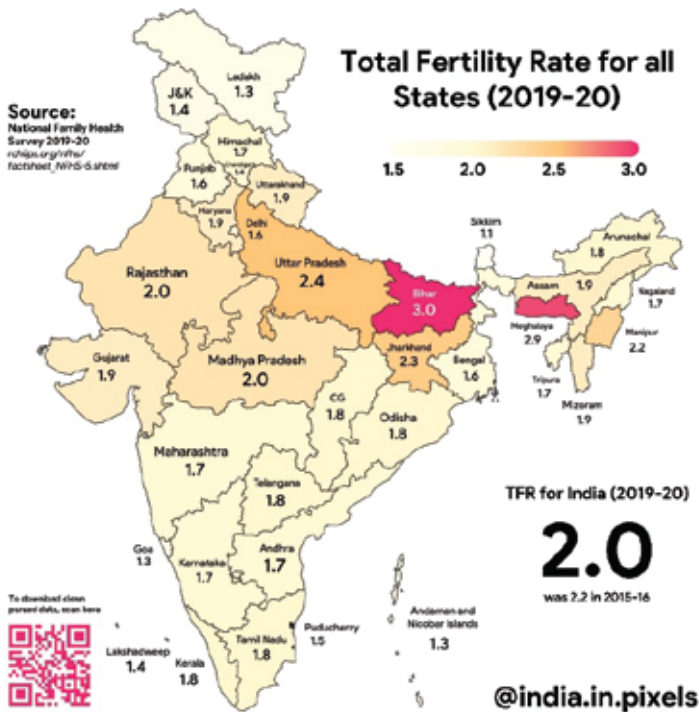 Total Fertility Rate for all
States (2019-20)
1.5 2.0 2.5 3.0
Source:
National Family Health
Survey 2019-20
Ladakh
1.3
J&K
1.4
Himachal
1.7
Punjab
1.6
Uttarakhand
1.9
Haryana
1.9
Delhi
1.6
Rajasthan
2.0
Uttar Pradesh
2.4
Bihar
3.0
Sikkim
1.1
Arunachal
1.8
Assam
1.9
Nagaland
1.7
Meghalaya
2.9
Manipur
2.2
Tripura
1.7
Mizoram
1.9
Gujarat
1.9
Madhya Pradesh
2.0
Jharkhand
2.3
Bengal
1.6
CG
1.8
Odisha
1.8
Maharashtra
1.7
Telangana
1.8
Goa
1.3
Karnataka
1.7
Andhra
1.7
TFR for India (2019-20)
2.0
was 2.2 in 2015-16
Andaman and
Nicobar Islands
1.3
Puducherry
1.5
Tamil Nadu
1.8
Kerala
1.8
Lakshadweep
1.4
To download clean
parsed data, scan here
@india.in.pixels